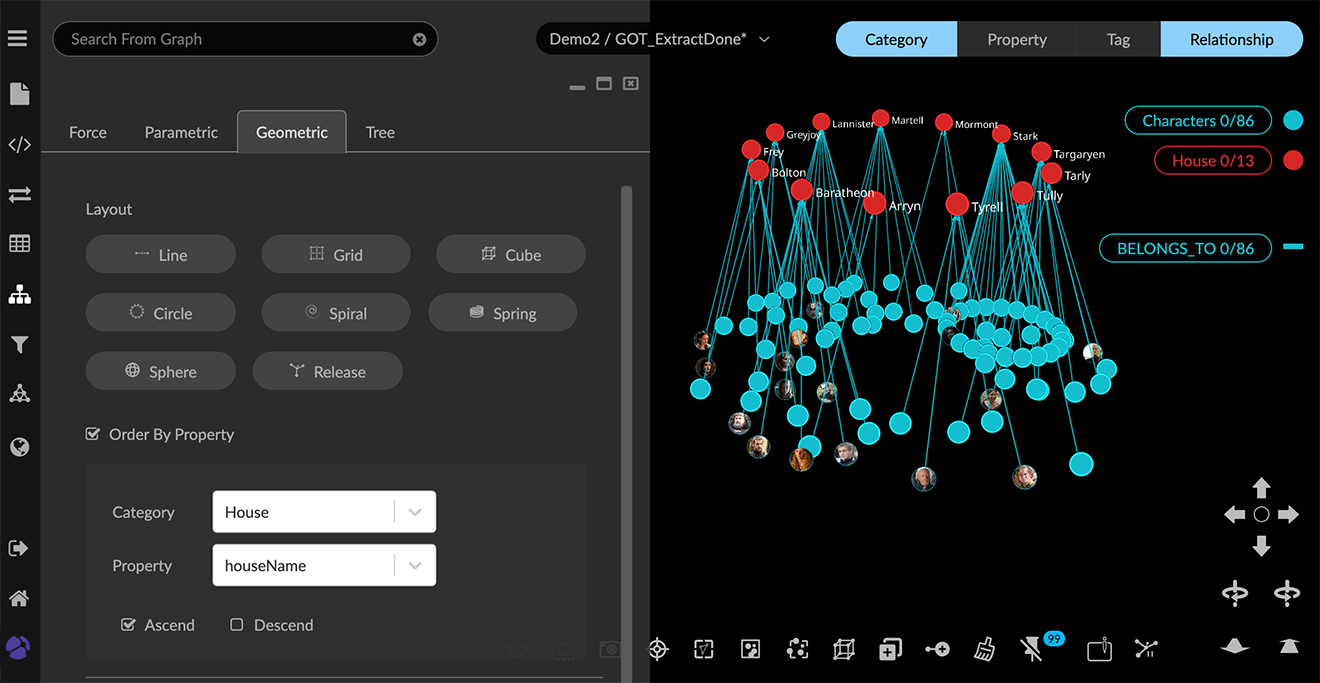 Search From Graph
Demo2 / GOT_ExtractDone*
Category
Property
Tag
Relationship
Force
Parametric
Geometric
Tree
Layout
Line
Grid
Cube
Circle
Spiral
Spring
Sphere
Release
Order By Property
Category
House
Property
houseName
Ascend
Descend
Lannister
Martell
Mormont
Greyjoy
Stark
Frey
Targaryen
Bolton
Tarly
Baratheon
Tully
Arryn
Tyrell
Characters 0/86
House 0/13
BELONGS_TO 0/86
99